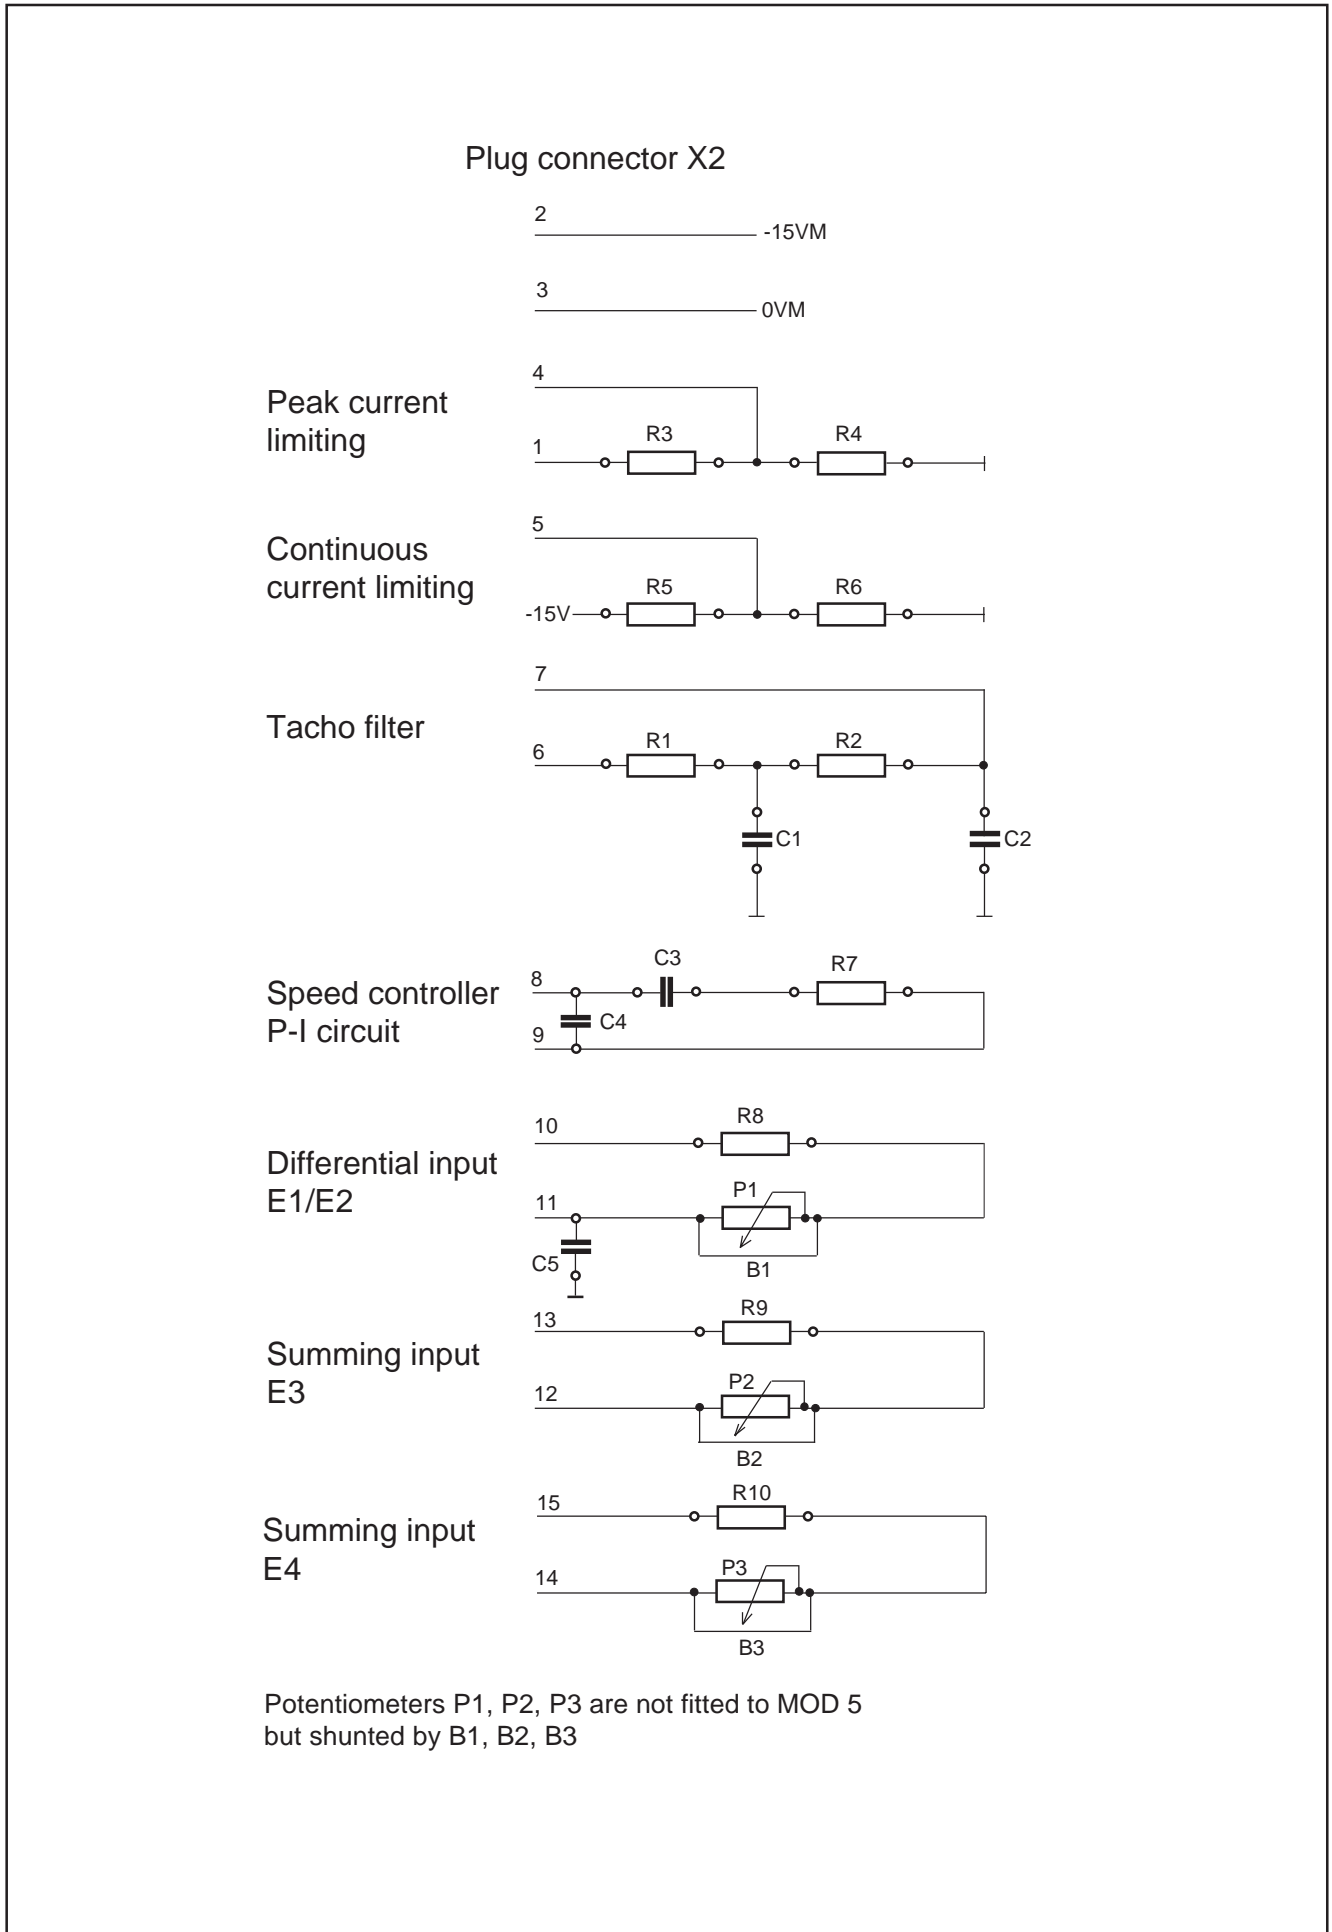 Plug connector X2
2
-15VM
3
0VM
4
Peak current
limiting
R3
R4
1
5
Continuous
current limiting
R5
R6
-15V
7
Tacho filter
6
R1
R2
C1
C2
Speed controller
P-I circuit
8
C3
R7
C4
9
10
R8
Differential input
E1/E2
11
P1
C5
B1
13
R9
Summing input
E3
12
P2
B2
15
R10
Summing input
E4
14
P3
B3
Potentiometers P1, P2, P3 are not fitted to MOD 5
but shunted by B1, B2, B3